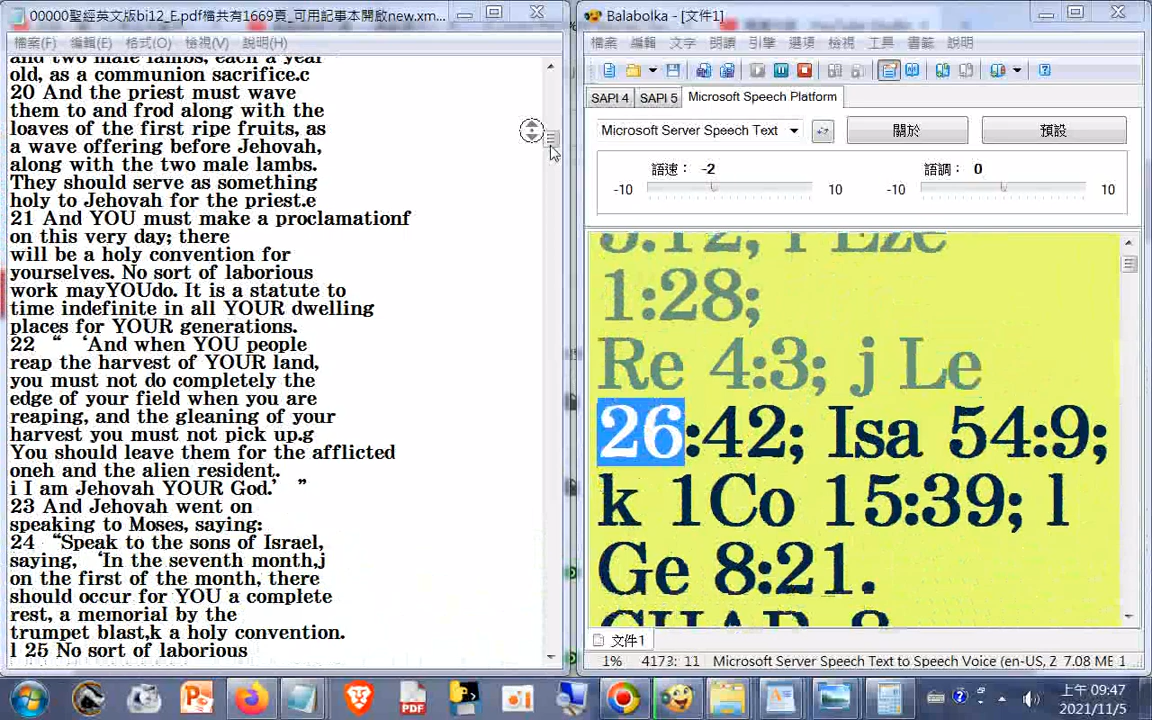 00000聖經英文版bi12_E.pdf檔共有1669頁_可用記事本開啟new.xm...
檔案(F) 編輯(E) 格式(O) 檢視(V) 說明(H)
and two male lambs, each a year
old, as a communion sacrifice.c
20 And the priest must wave
them to and frod along with the
loaves of the first ripe fruits, as
a wave offering before Jehovah,
along with the two male lambs.
They should serve as something
holy to Jehovah for the priest.e
21 And YOU must make a proclamationf
on this very day; there
will be a holy convention for
yourselves. No sort of laborious
work mayYOUdo. It is a statute to
time indefinite in all YOUR dwelling
places for YOUR generations.
22 “ ‘And when YOU people
reap the harvest of YOUR land,
you must not do completely the
edge of your field when you are
reaping, and the gleaning of your
harvest you must not pick up.g
You should leave them for the afflicted
oneh and the alien resident.
i I am Jehovah YOUR God.’ ”
23 And Jehovah went on
speaking to Moses, saying:
24 “Speak to the sons of Israel,
saying, ‘In the seventh month,j
on the first of the month, there
should occur for YOU a complete
rest, a memorial by the
trumpet blast,k a holy convention.
l 25 No sort of laborious
Balabolka - [文件1]
檔案 編輯 文字 朗讀 引擎 選項 檢視 工具 書籤 說明
SAPI 4 SAPI 5 Microsoft Speech Platform
Microsoft Server Speech Text 關於 預設
語速： -2 語調： 0
-10 10 -10 10
5:12; 1 Eze
1:28;
Re 4:3; j Le
26:42; Isa 54:9;
k 1Co 15:39; l
Ge 8:21.
CHAP. 9
文件1
1% 4173: 11 Microsoft Server Speech Text to Speech Voice (en-US, 2 7.08 ME 1
上午 09:47
2021/11/5